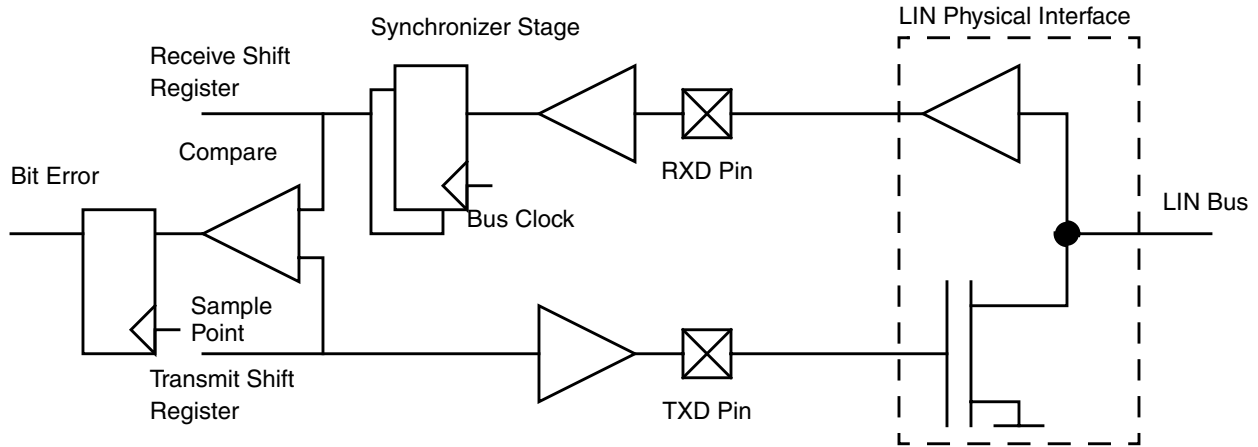 LIN Physical Interface
Synchronizer Stage
Receive Shift
Register
Compare
RXD Pin
Bit Error
LIN Bus
Bus Clock
Sample
Point
Transmit Shift
Register
TXD Pin